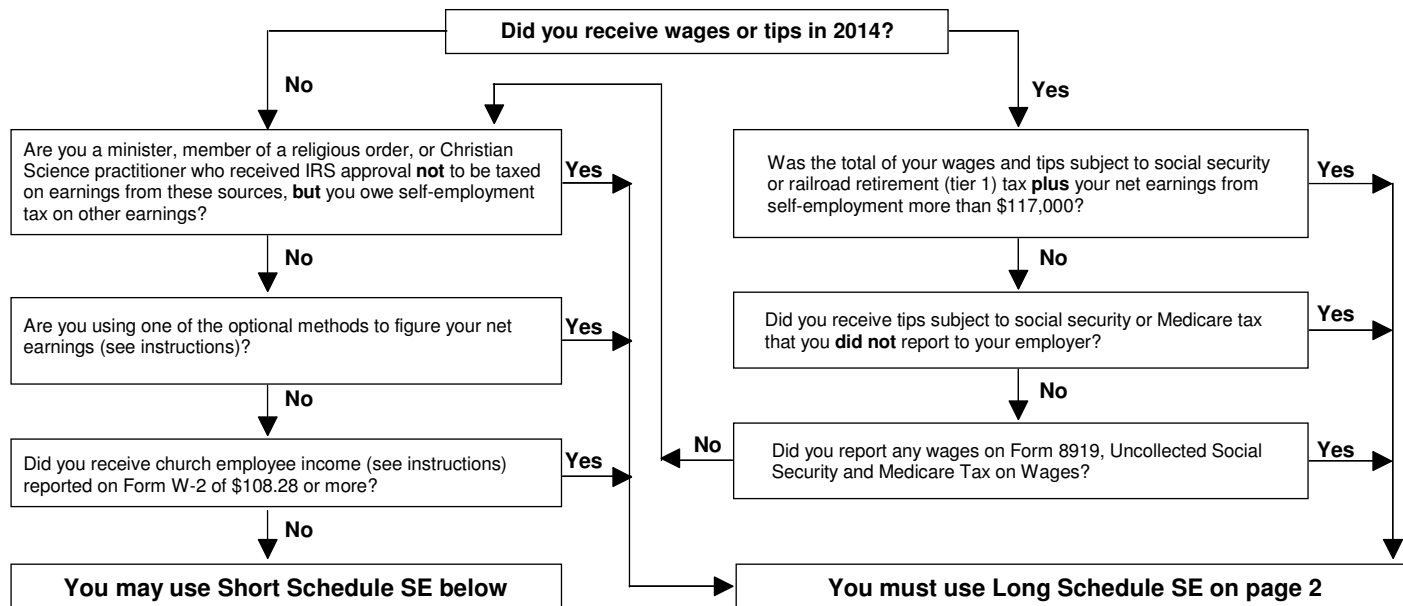 Did you receive wages or tips in 2014?
No
Yes
Are you a minister, member of a religious order, or Christian
Science practitioner who received IRS approval not to be taxed
on earnings from these sources, but you owe self-employment
tax on other earnings?
Yes
No
Are you using one of the optional methods to figure your net
earnings (see instructions)?
Yes
No
Did you receive church employee income (see instructions)
reported on Form W-2 of $108.28 or more?
Yes
No
You may use Short Schedule SE below
Was the total of your wages and tips subject to social security
or railroad retirement (tier 1) tax plus your net earnings from
self-employment more than $117,000?
Yes
No
Did you receive tips subject to social security or Medicare tax
that you did not report to your employer?
Yes
No
No
Did you report any wages on Form 8919, Uncollected Social
Security and Medicare Tax on Wages?
Yes
You must use Long Schedule SE on page 2